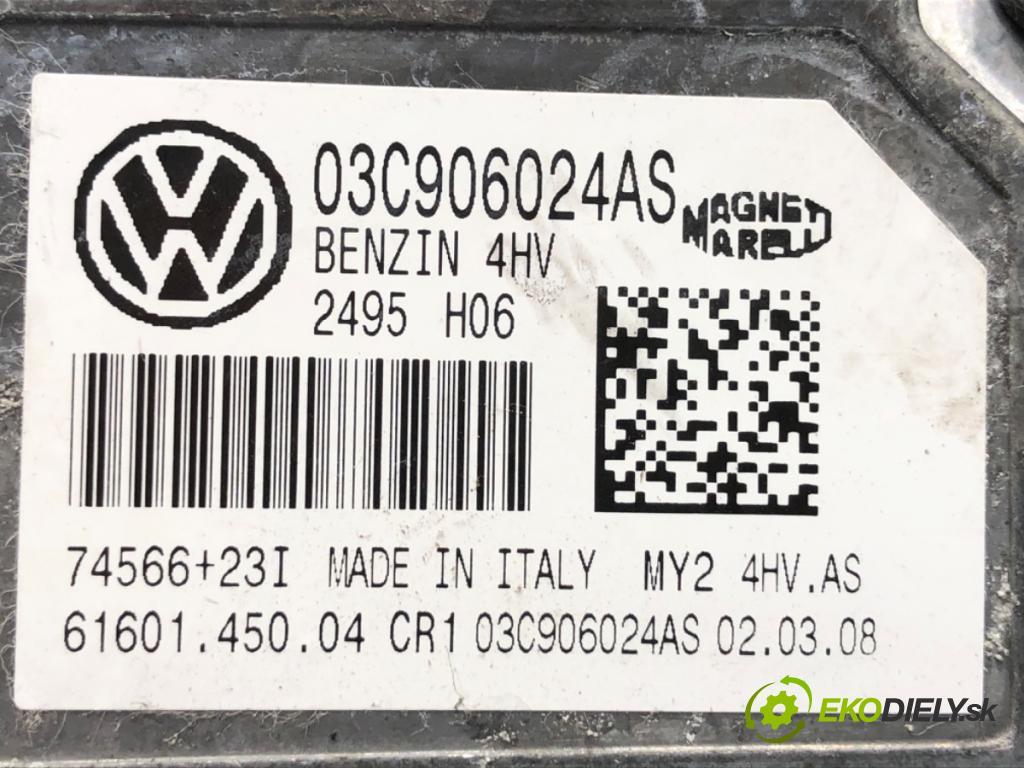 VW
03C906024AS
MAGNETI
MARELLI
BENZIN 4HV
2495 H06
74566+23I MADE IN ITALY MY2 4HV.AS
61601.450.04 CR1 03C906024AS 02.03.08
EKODIELY.sk